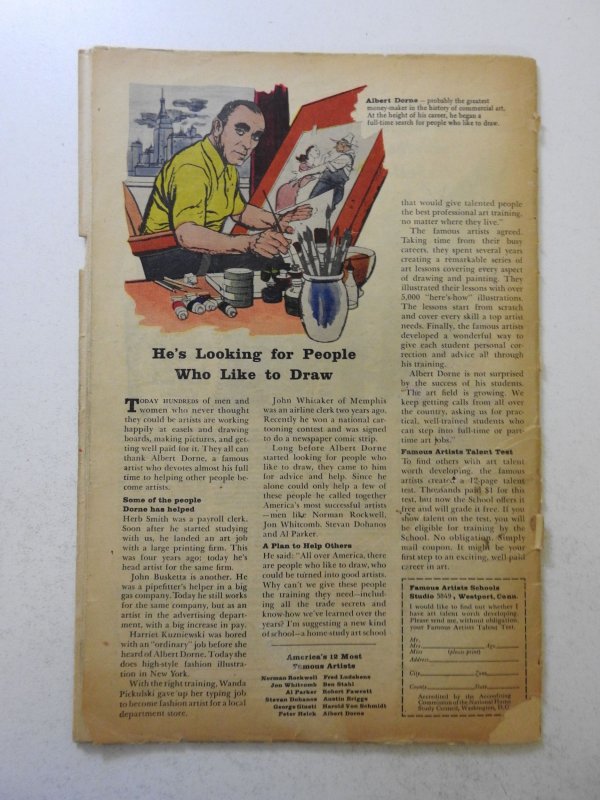 Albert Dorne – probably the greatest
money-maker in the history of commercial art.
At the height of his career, he began a
full-time search for people who like to draw.
He's Looking for People
Who Like to Draw
TODAY HUNDREDS of men and
women who never thought
they could be artists are working
happily at easels and drawing
boards, making pictures, and get-
ting well paid for it. They all can
thank Albert Dorne, a famous
artist who devotes almost his full
time to helping other people be-
come artists.
Some of the people
Dorne has helped
Herb Smith was a payroll clerk.
Soon after he started studying
with us, he landed an art job
with a large printing firm. This
was four years ago; today he's
head artist for the same firm.
John Busketta is another. He
was a pipefitter's helper in a big
gas company. Today he still works
for the same company, but as an
artist in the advertising depart-
ment, with a big increase in pay.
Harriet Kuzniewski was bored
with an "ordinary" job before she
heard of Albert Dorne. Today she
does high-style fashion illustra-
tion in New York.
With the right training, Wanda
Pickulski gave up her typing job
to become fashion artist for a local
department store.
John Whitaker of Memphis
was an airline clerk two years ago.
Recently he won a national car-
tooning contest and was signed
to do a newspaper comic strip.
Long before Albert Dorne
started looking for people who
like to draw, they came to him
for advice and help. Since he
alone could only help a few of
these people he called together
America's most successful artists
—men like Norman Rockwell,
Jon Whitcomb, Stevan Dohanos
and Al Parker.
A Plan to Help Others
He said: "All over America, there
are people who like to draw, who
could be turned into good artists.
Why can't we give these people
the training they need—includ-
ing all the trade secrets and
know-how we've learned over the
years? I'm suggesting a new kind
of school—a home-study art school
America's 12 Most
Famous Artists
Norman Rockwell Fred Ludekens
Jon Whitcomb Ben Stahl
Al Parker Robert Fawcett
Stevan Dohanos Austin Briggs
George Giusti Harold Von Schmidt
Peter Helck Albert Dorne
that would give talented people
the best professional art training,
no matter where they live."
The famous artists agreed.
Taking time from their busy
careers, they spent several years
creating a remarkable series of
art lessons covering every aspect
of drawing and painting. They
illustrated their lessons with over
5,000 "here's-how" illustrations.
The lessons start from scratch
and cover every skill a top artist
needs. Finally, the famous artists
developed a wonderful way to
give each student personal cor-
rection and advice all through
his training.
Albert Dorne is not surprised
by the success of his students.
"The art field is growing. We
keep getting calls from all over
the country, asking us for prac-
tical, well-trained students who
can step into full-time or part-
time art jobs."
Famous Artists Talent Test
To find others with art talent
worth developing, the famous
artists created a 12-page talent
test. Thousands paid $1 for this
test, but now the School offers it
free and will grade it free. If you
show talent on the test, you will
be eligible for training by the
School. No obligation. Simply
mail coupon. It might be your
first step to an exciting, well-paid
career in art.
Famous Artists Schools
Studio 5849, Westport, Conn.
I would like to find out whether I
have art talent worth developing.
Please send me, without obligation,
your Famous Artists Talent Test.
Mr.
Mrs. Age
Miss (please print)
Address
City Zone
County State
Accredited by the Accrediting
Commission of the National Home
Study Council, Washington, D.C.